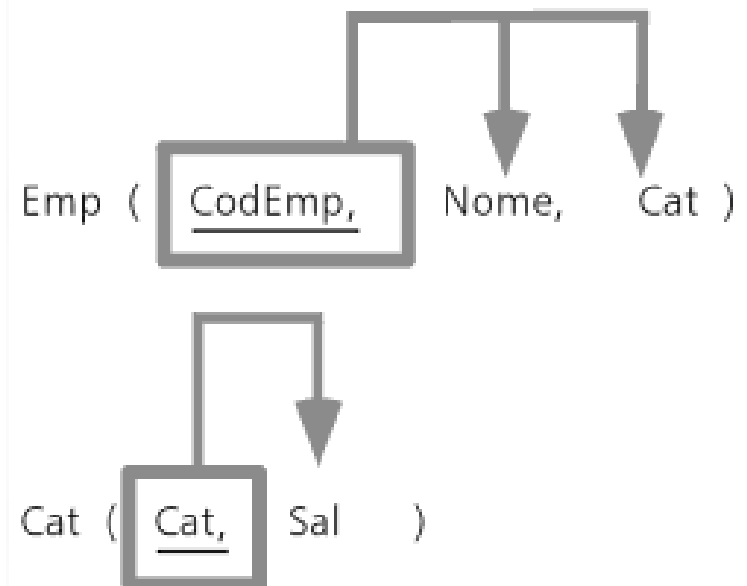 Emp ( CodEmp, Nome, Cat )
Cat ( Cat, Sal )